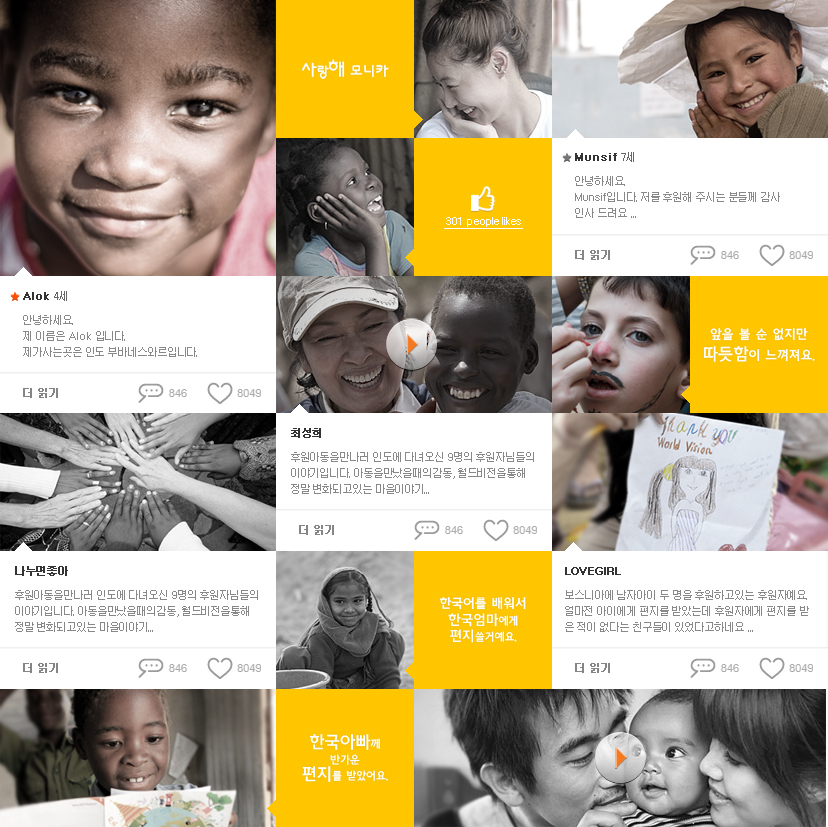 사랑해 모니카
301 people likes
Munsif 7세
안녕하세요.
Munsif입니다. 저를 후원해 주시는 분들께 감사
인사 드려요 ...
더 읽기 846 8049
Alok 4세
안녕하세요.
제 이름은 Alok 입니다.
제가사는곳은 인도 부바네스와르입니다.
더 읽기 846 8049
앞을 볼 순 없지만
따듯함이 느껴져요.
최성희
후원아동을만나러 인도에 다녀오신 9명의 후원자님들의
이야기입니다. 아동을만났을때의감동, 월드비전을통해
정말 변화되고있는 마을이야기...
더 읽기 846 8049
Thank you
World Vision
나누면좋아
후원아동을만나러 인도에 다녀오신 9명의 후원자님들의
이야기입니다. 아동을만났을때의감동, 월드비전을통해
정말 변화되고있는 마을이야기...
더 읽기 846 8049
한국어를 배워서
한국엄마에게
편지쓸거예요.
LOVEGIRL
보스니아에 남자아이 두 명을 후원하고있는 후원자예요.
얼마전 아이에게 편지를 받았는데 후원자에게 편지를 받
은 적이 없다는 친구들이 있었다고하네요 ...
더 읽기 846 8049
한국아빠께
반가운
편지를 받았어요.